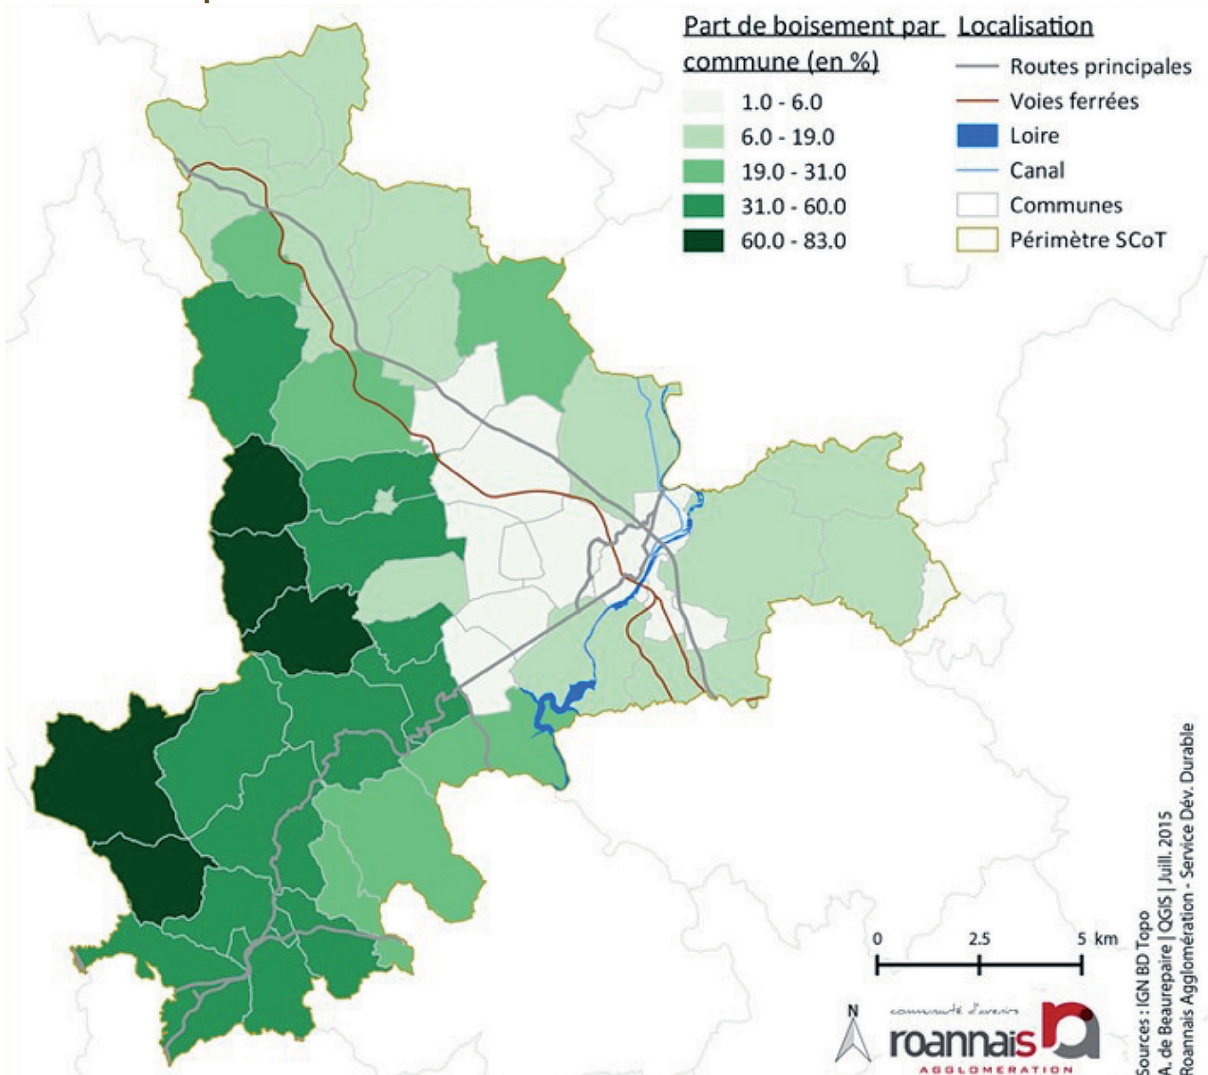 Part de boisement par
commune (en %)
1.0 - 6.0
6.0 - 19.0
19.0 - 31.0
31.0 - 60.0
60.0 - 83.0
Localisation
Routes principales
Voies ferrées
Loire
Canal
Communes
Périmètre SCoT
0 2.5 5 km
N
communauté d'avenirs
roannais
AGGLOMERATION
Sources : IGN BD Topo
A. de Beaurepaire | QGIS | Juill. 2015
Roannais Agglomération - Service Dév. Durable